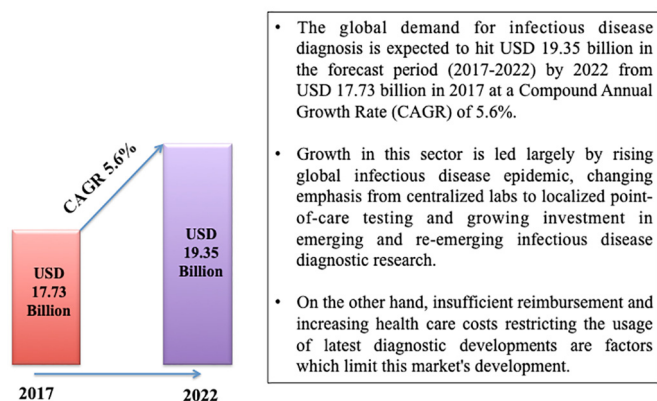 CAGR 5.6%
USD
17.73
Billion
USD
19.35
Billion
2017
2022
• The global demand for infectious disease
diagnosis is expected to hit USD 19.35 billion in
the forecast period (2017-2022) by 2022 from
USD 17.73 billion in 2017 at a Compound Annual
Growth Rate (CAGR) of 5.6%.
• Growth in this sector is led largely by rising
global infectious disease epidemic, changing
emphasis from centralized labs to localized point-
of-care testing and growing investment in
emerging and re-emerging infectious disease
diagnostic research.
• On the other hand, insufficient reimbursement and
increasing health care costs restricting the usage
of latest diagnostic developments are factors
which limit this market's development.